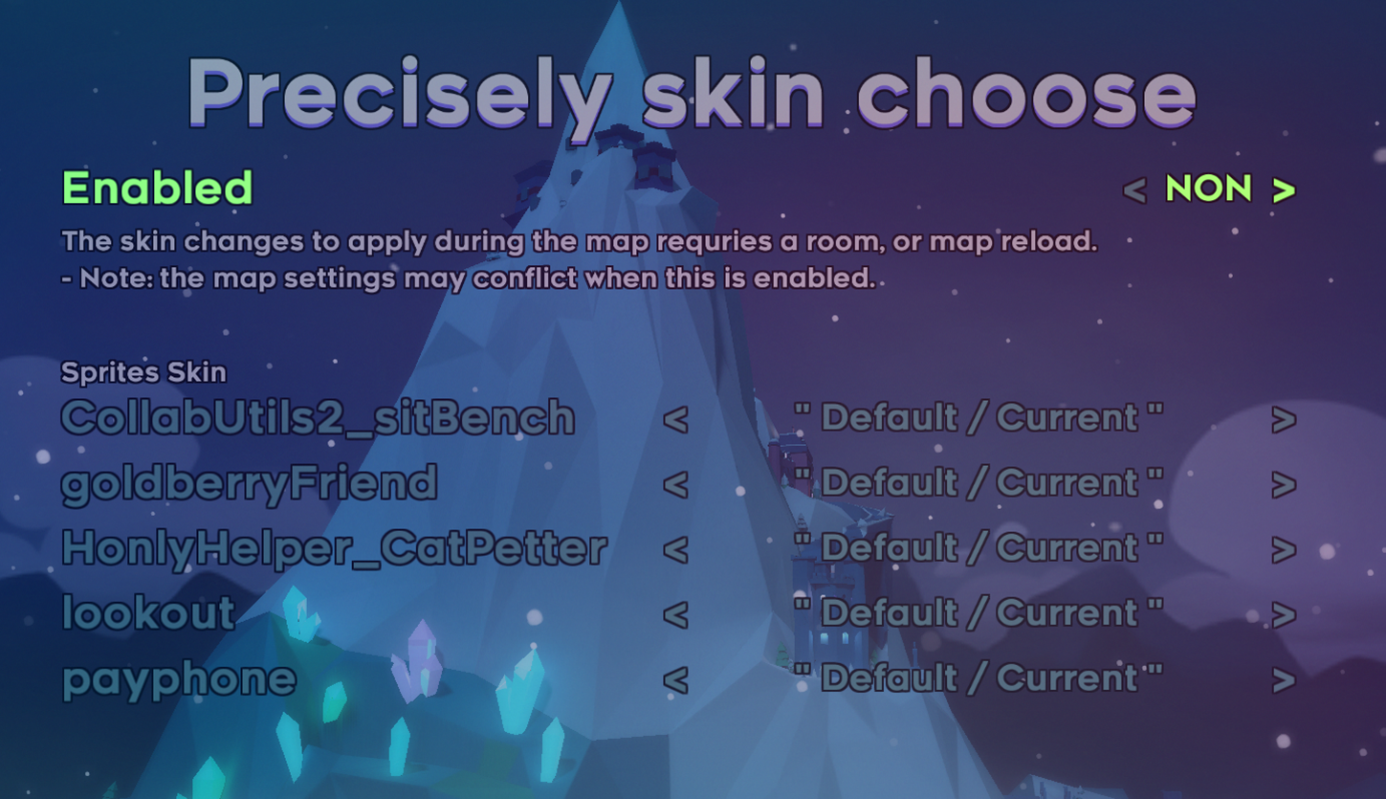 Precisely skin choose
Enabled < NON >
The skin changes to apply during the map requries a room, or map reload.
- Note: the map settings may conflict when this is enabled.
Sprites Skin
CollabUtils2_sitBench < " Default / Current " >
goldberryFriend < " Default / Current " >
HonlyHelper_CatPetter < " Default / Current " >
lookout < " Default / Current " >
payphone < " Default / Current " >